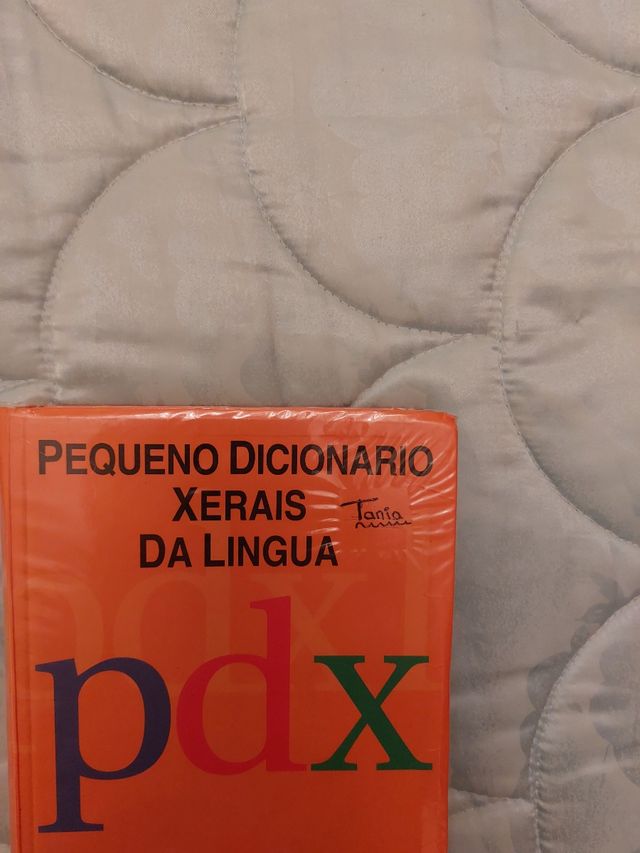 PEQUENO DICIONARIO
XERAIS
Tania
DA LINGUA
pdx